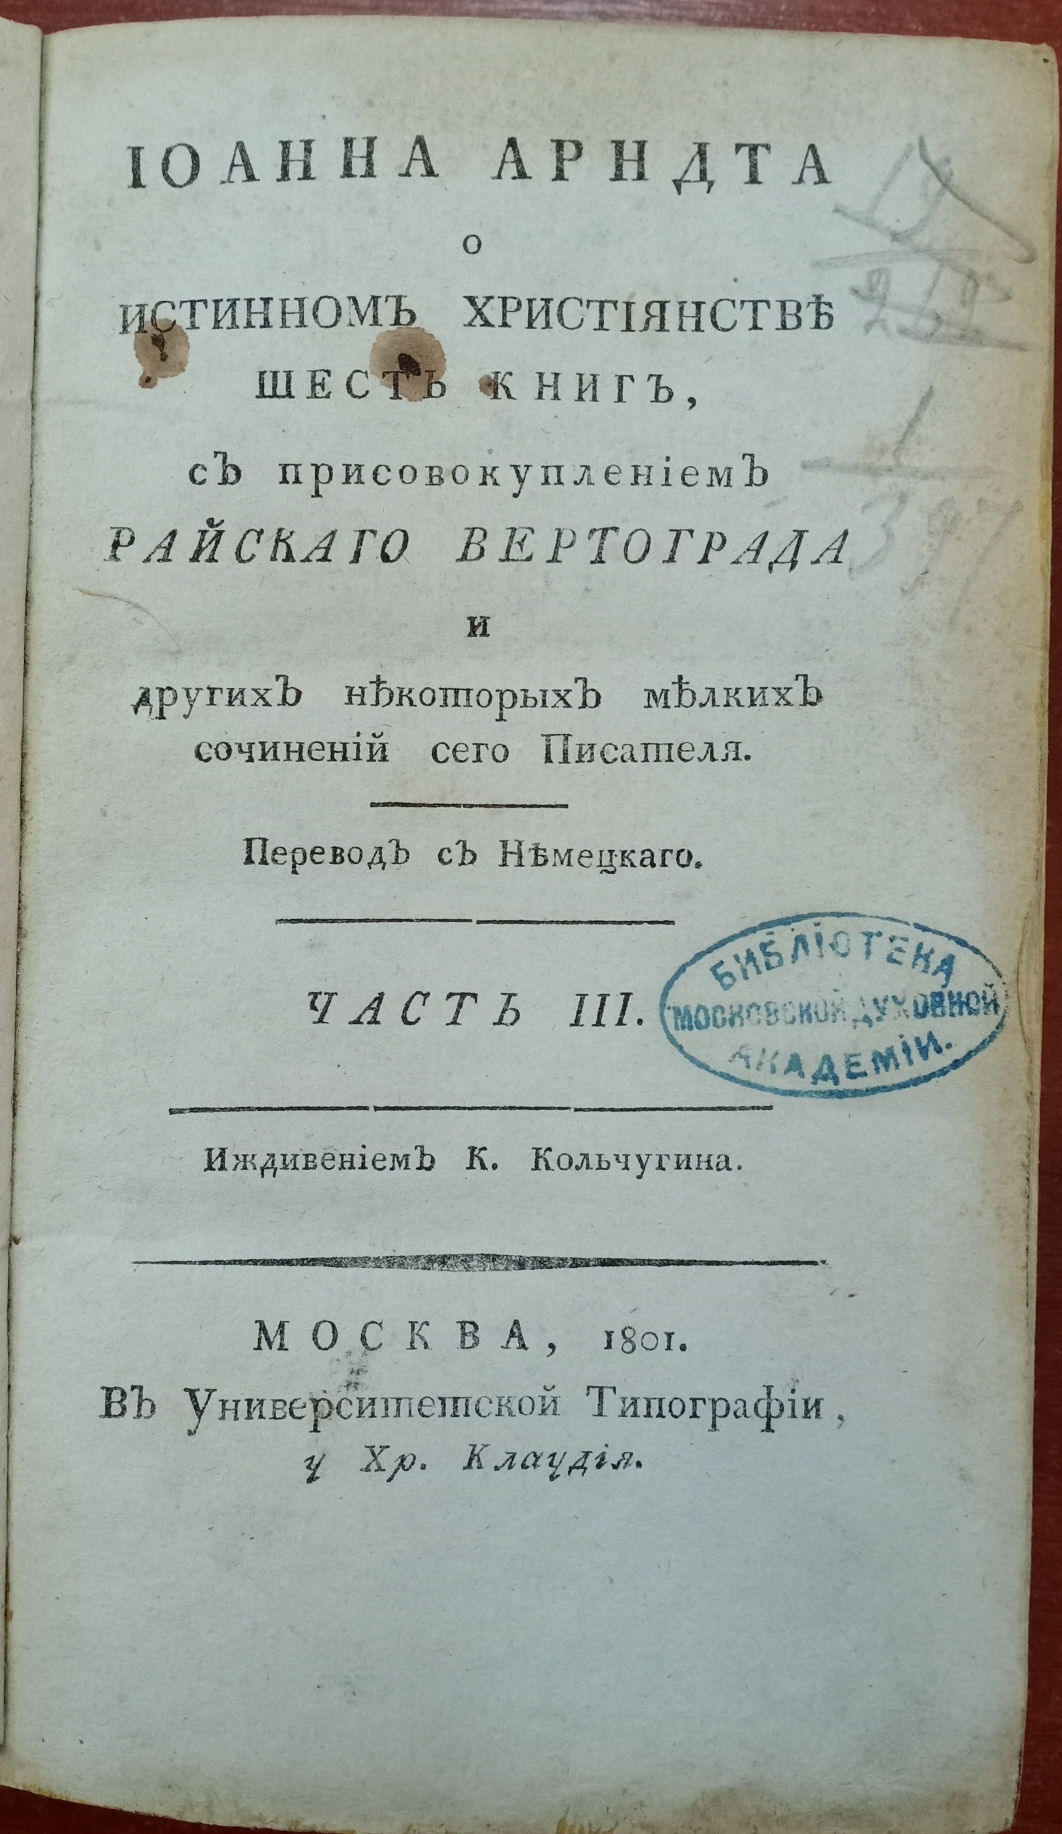 ІОАННА АРНДТА
о
ИСТИННОМЪ ХРИСТІЯНСТВѢ
ШЕСТЬ КНИГЪ,
съ присовокупленіемъ
РАЙСКАГО ВЕРТОГРАДА
и
другихъ нѣкоторыхъ мѣлкихъ
сочиненій сего Писателя.
Переводъ съ Нѣмецкаго.
ЧАСТЬ III.
БИБЛІОТЕКА
МОСКОВСКОЙ ДУХОВНОЙ
АКАДЕМІИ.
Иждивеніемъ К. Кольчугина.
МОСКВА, 1801.
Въ Университетской Типографіи,
у Хр. Клаудія.